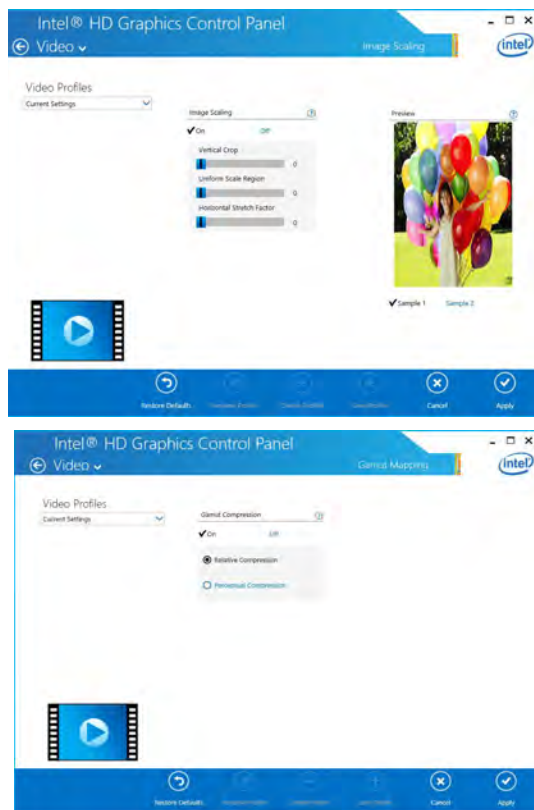 Intel® HD Graphics Control Panel
Video
Image Scaling
intel
Video Profiles
Current Settings
Image Scaling
On Off
Vertical Crop
0
Uniform Scale Region
0
Horizontal Stretch Factor
0
Preview
Sample 1 Sample 2
Restore Defaults
Cancel
Apply
Intel® HD Graphics Control Panel
Video
Gamut Mapping
intel
Video Profiles
Current Settings
Gamut Compression
On Off
Relative Compression
Perceptual Compression
Restore Defaults
Cancel
Apply